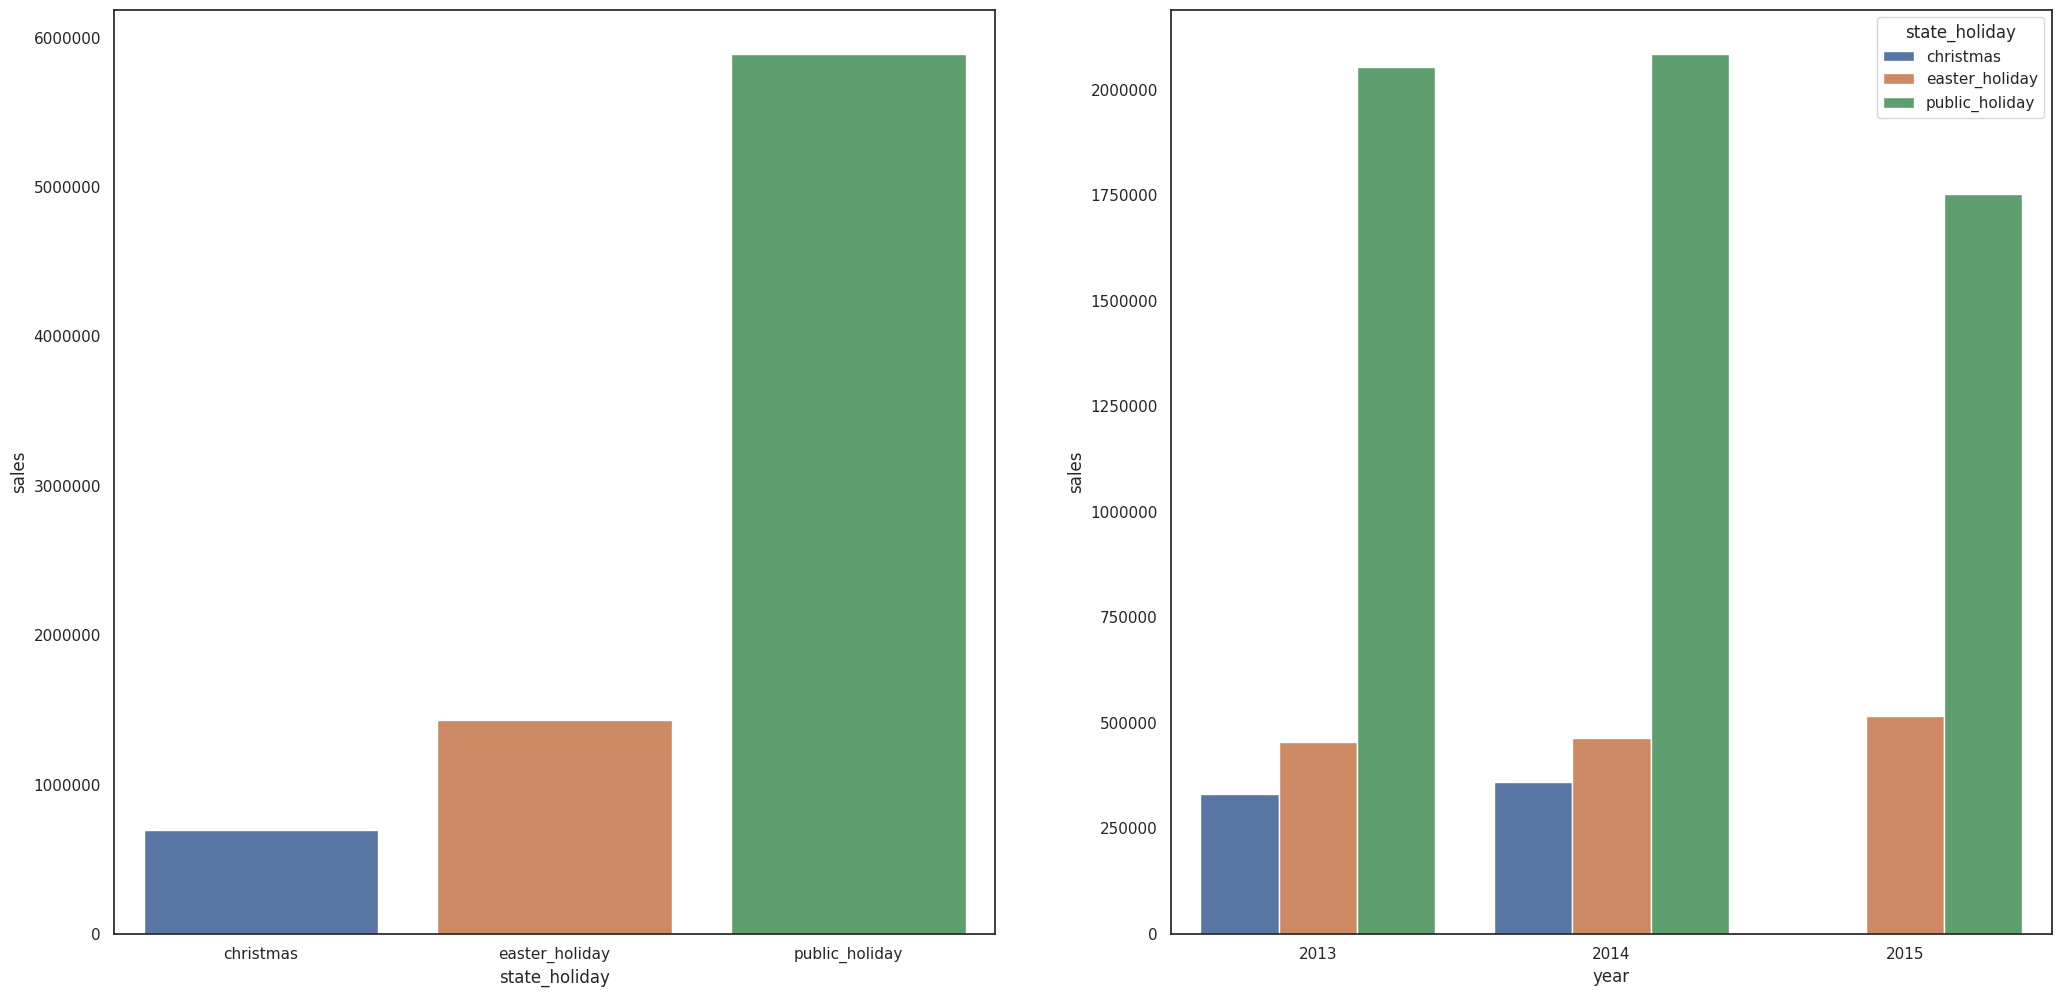 6000000
5000000
4000000
3000000
2000000
1000000
0
sales
christmas
easter_holiday
public_holiday
state_holiday
2000000
1750000
1500000
1250000
1000000
750000
500000
250000
0
sales
2013
2014
2015
year
state_holiday
christmas
easter_holiday
public_holiday